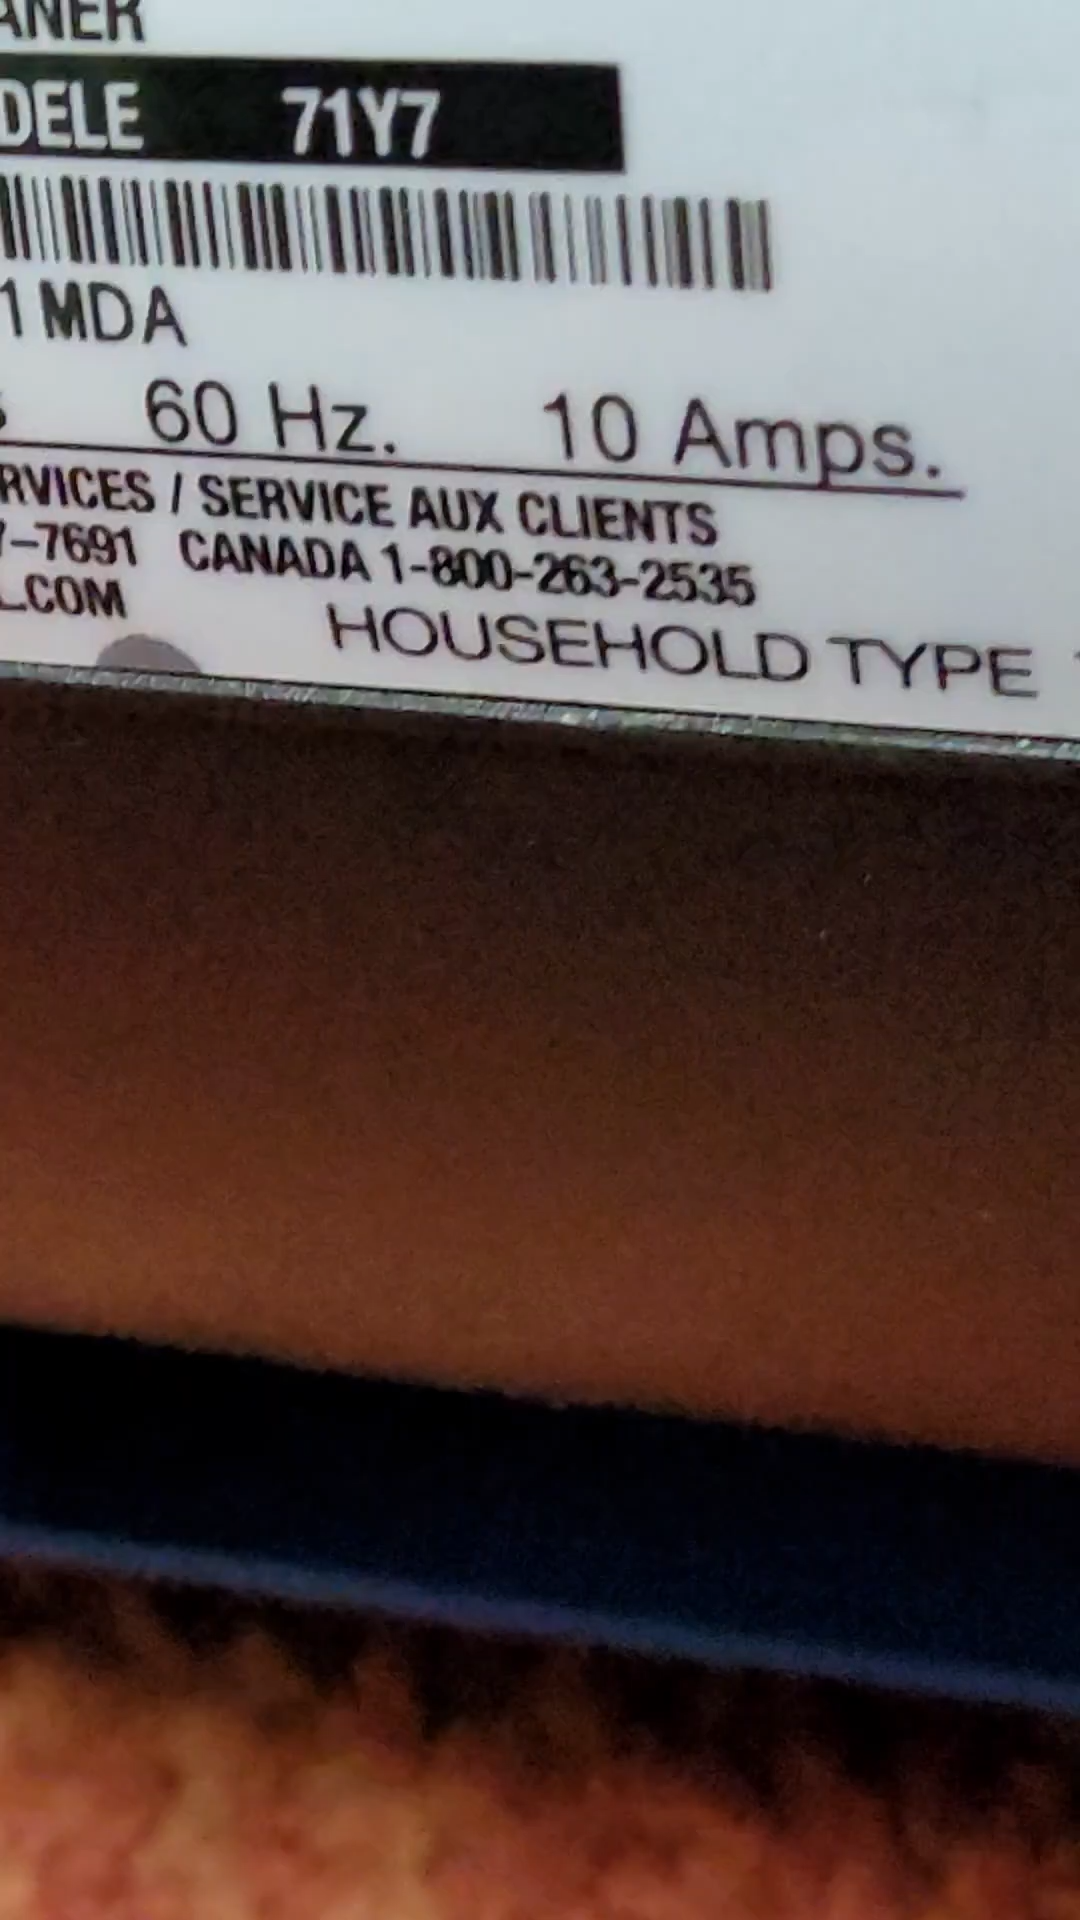 ANER
DELE 71Y7
1 MDA
60 Hz. 10 Amps.
RVICES / SERVICE AUX CLIENTS
7-7691 CANADA 1-800-263-2535
L.COM
HOUSEHOLD TYPE